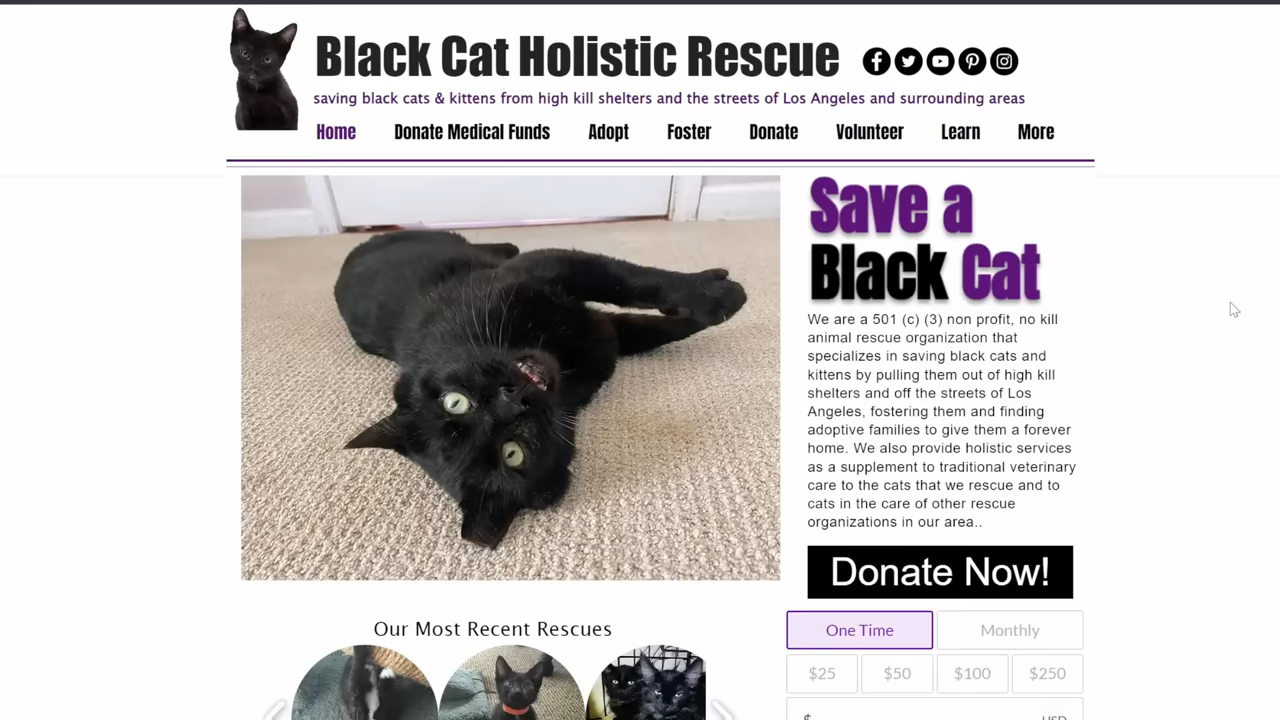 Black Cat Holistic Rescue
saving black cats & kittens from high kill shelters and the streets of Los Angeles and surrounding areas
Home Donate Medical Funds Adopt Foster Donate Volunteer Learn More
Save a
Black Cat
We are a 501 (c) (3) non profit, no kill
animal rescue organization that
specializes in saving black cats and
kittens by pulling them out of high kill
shelters and off the streets of Los
Angeles, fostering them and finding
adoptive families to give them a forever
home. We also provide holistic services
as a supplement to traditional veterinary
care to the cats that we rescue and to
cats in the care of other rescue
organizations in our area..
Donate Now!
Our Most Recent Rescues
One Time Monthly
$25 $50 $100 $250
$ USD